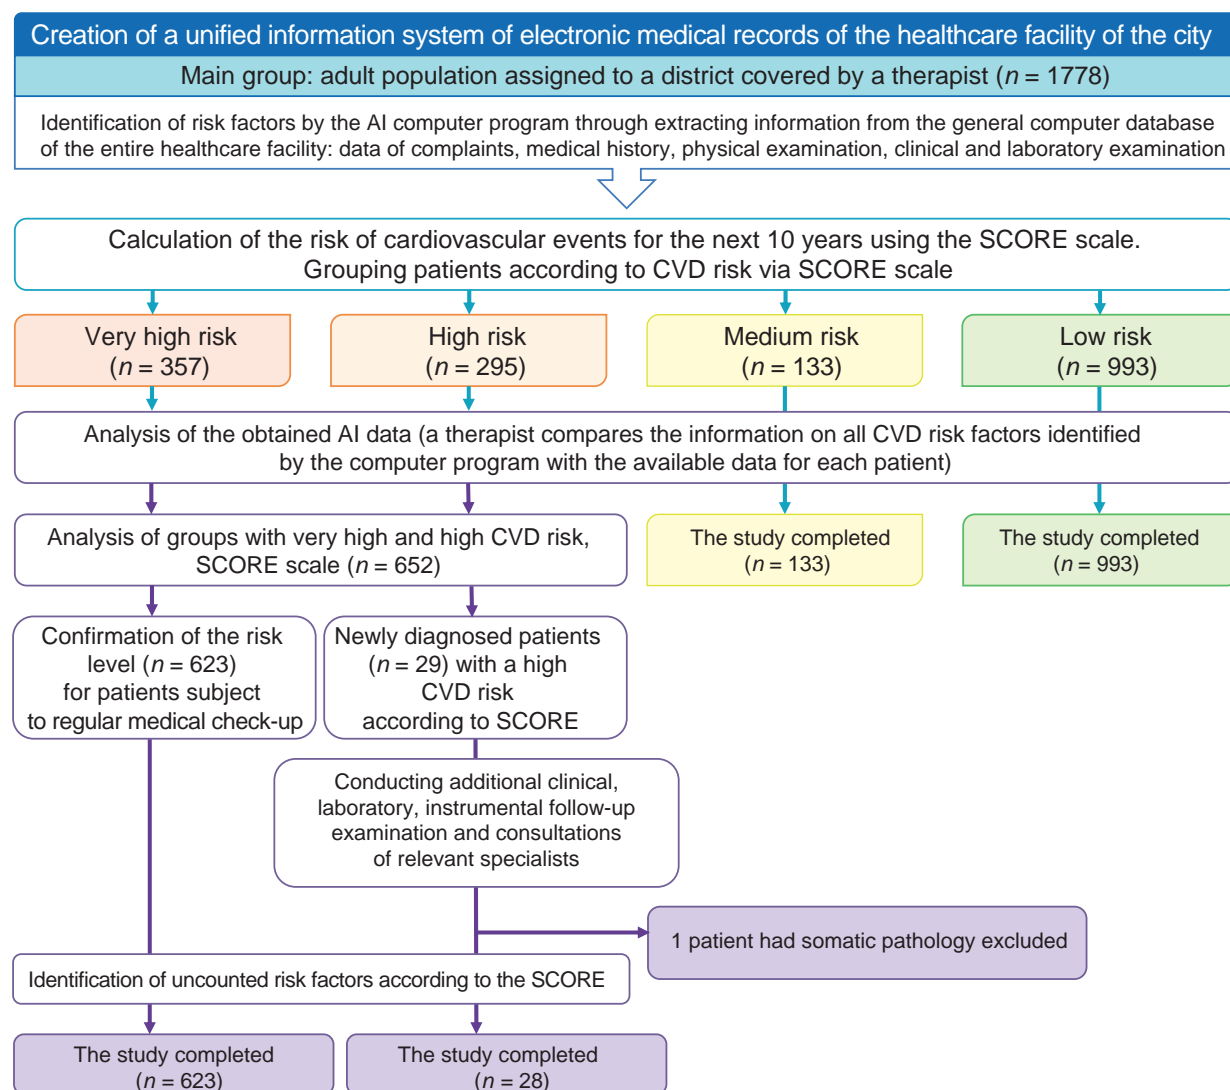 Creation of a unified information system of electronic medical records of the healthcare facility of the city
Main group: adult population assigned to a district covered by a therapist (n = 1778)
Identification of risk factors by the AI computer program through extracting information from the general computer database
of the entire healthcare facility: data of complaints, medical history, physical examination, clinical and laboratory examination
Calculation of the risk of cardiovascular events for the next 10 years using the SCORE scale.
Grouping patients according to CVD risk via SCORE scale
Very high risk
(n = 357)
High risk
(n = 295)
Medium risk
(n = 133)
Low risk
(n = 993)
Analysis of the obtained AI data (a therapist compares the information on all CVD risk factors identified
by the computer program with the available data for each patient)
Analysis of groups with very high and high CVD risk,
SCORE scale (n = 652)
The study completed
(n = 133)
The study completed
(n = 993)
Confirmation of the risk
level (n = 623)
for patients subject
to regular medical check-up
Newly diagnosed patients
(n = 29) with a high
CVD risk
according to SCORE
Conducting additional clinical,
laboratory, instrumental follow-up
examination and consultations
of relevant specialists
1 patient had somatic pathology excluded
Identification of uncounted risk factors according to the SCORE
The study completed
(n = 623)
The study completed
(n = 28)